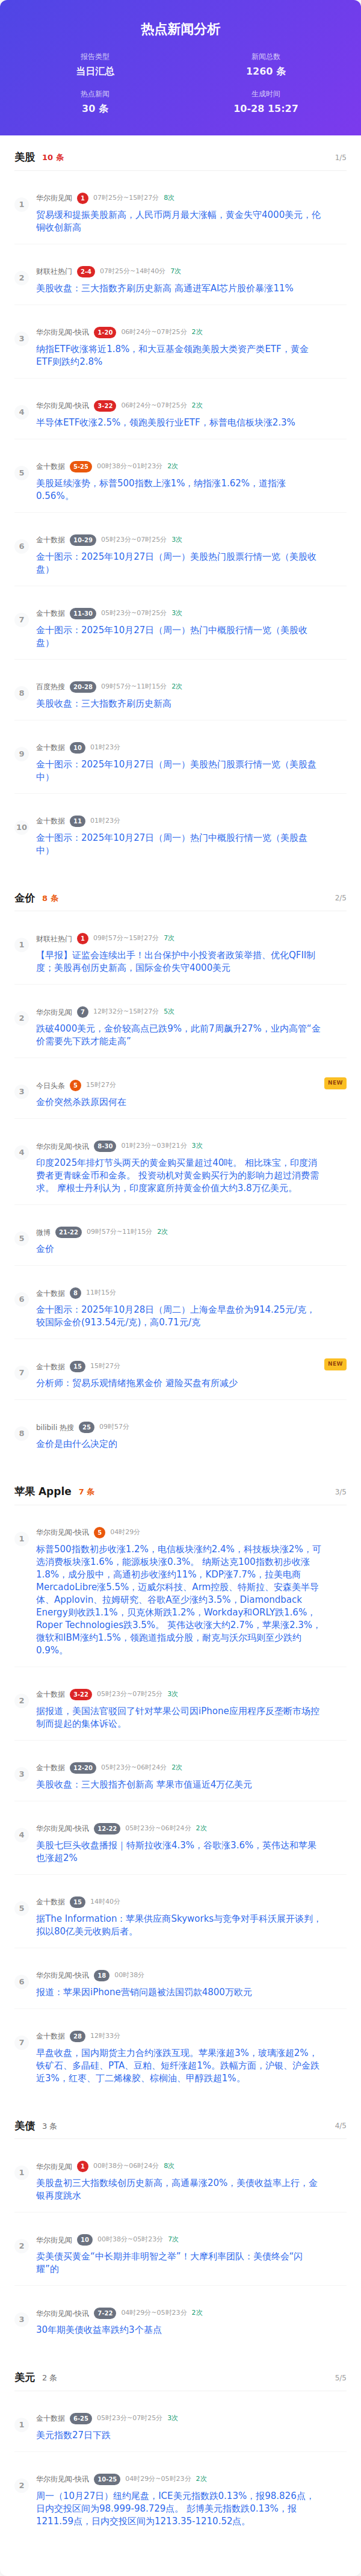 热点新闻分析
报告类型
新闻总数
当日汇总
1260 条
热点新闻
生成时间
30 条
10-28 15:27
美股 10 条 1/5
1 华尔街见闻 1 07时25分~15时27分 8次
贸易缓和提振美股新高，人民币两月最大涨幅，黄金失守4000美元，伦
铜收创新高
2 财联社热门 2-4 07时25分~14时40分 7次
美股收盘：三大指数齐刷历史新高 高通进军AI芯片股价暴涨11%
3 华尔街见闻-快讯 1-20 06时24分~07时25分 2次
纳指ETF收涨将近1.8%，和大豆基金领跑美股大类资产类ETF，黄金
ETF则跌约2.8%
4 华尔街见闻-快讯 3-22 06时24分~07时25分 2次
半导体ETF收涨2.5%，领跑美股行业ETF，标普电信板块涨2.3%
5 金十数据 5-25 00时38分~01时23分 2次
美股延续涨势，标普500指数上涨1%，纳指涨1.62%，道指涨
0.56%。
6 金十数据 10-29 05时23分~07时25分 3次
金十图示：2025年10月27日（周一）美股热门股票行情一览（美股收
盘）
7 金十数据 11-30 05时23分~07时25分 3次
金十图示：2025年10月27日（周一）热门中概股行情一览（美股收
盘）
8 百度热搜 20-28 09时57分~11时15分 2次
美股收盘：三大指数齐刷历史新高
9 金十数据 10 01时23分
金十图示：2025年10月27日（周一）美股热门股票行情一览（美股盘
中）
10 金十数据 11 01时23分
金十图示：2025年10月27日（周一）热门中概股行情一览（美股盘
中）
金价 8 条 2/5
1 财联社热门 1 09时57分~15时27分 7次
【早报】证监会连续出手！出台保护中小投资者政策举措、优化QFII制
度；美股再创历史新高，国际金价失守4000美元
2 华尔街见闻 7 12时32分~15时27分 5次
跌破4000美元，金价较高点已跌9%，此前7周飙升27%，业内高管“金
价需要先下跌才能走高”
3 今日头条 5 15时27分 NEW
金价突然杀跌原因何在
4 华尔街见闻-快讯 8-30 01时23分~03时21分 3次
印度2025年排灯节头两天的黄金购买量超过40吨。 相比珠宝，印度消
费者更青睐金币和金条。 投资动机对黄金购买行为的影响力超过消费需
求。 摩根士丹利认为，印度家庭所持黄金价值大约3.8万亿美元。
5 微博 21-22 09时57分~11时15分 2次
金价
6 金十数据 8 11时15分
金十图示：2025年10月28日（周二）上海金早盘价为914.25元/克，
较国际金价(913.54元/克)，高0.71元/克
7 金十数据 15 15时27分 NEW
分析师：贸易乐观情绪拖累金价 避险买盘有所减少
8 bilibili 热搜 25 09时57分
金价是由什么决定的
苹果 Apple 7 条 3/5
1 华尔街见闻-快讯 5 04时29分
标普500指数初步收涨1.2%，电信板块涨约2.4%，科技板块涨2%，可
选消费板块涨1.6%，能源板块涨0.3%。 纳斯达克100指数初步收涨
1.8%，成分股中，高通初步收涨约11%，KDP涨7.7%，拉美电商
MercadoLibre涨5.5%，迈威尔科技、Arm控股、特斯拉、安森美半导
体、Applovin、拉姆研究、谷歌A至少涨约3.5%，Diamondback
Energy则收跌1.1%，贝克休斯跌1.2%，Workday和ORLY跌1.6%，
Roper Technologies跌3.5%。 英伟达收涨大约2.7%，苹果涨2.3%，
微软和IBM涨约1.5%，领跑道指成分股，耐克与沃尔玛则至少跌约
0.9%。
2 金十数据 3-22 05时23分~07时25分 3次
据报道，美国法官驳回了针对苹果公司因iPhone应用程序反垄断市场控
制而提起的集体诉讼。
3 金十数据 12-20 05时23分~06时24分 2次
美股收盘：三大股指齐创新高 苹果市值逼近4万亿美元
4 华尔街见闻-快讯 12-22 05时23分~06时24分 2次
美股七巨头收盘播报｜特斯拉收涨4.3%，谷歌涨3.6%，英伟达和苹果
也涨超2%
5 金十数据 15 14时40分
据The Information：苹果供应商Skyworks与竞争对手科沃展开谈判，
拟以80亿美元收购后者。
6 华尔街见闻-快讯 18 00时38分
报道：苹果因iPhone营销问题被法国罚款4800万欧元
7 金十数据 28 12时33分
早盘收盘，国内期货主力合约涨跌互现。苹果涨超3%，玻璃涨超2%，
铁矿石、多晶硅、PTA、豆粕、短纤涨超1%。跌幅方面，沪银、沪金跌
近3%，红枣、丁二烯橡胶、棕榈油、甲醇跌超1%。
美债 3 条 4/5
1 华尔街见闻 1 00时38分~06时24分 8次
美股盘初三大指数续创历史新高，高通暴涨20%，美债收益率上行，金
银再度跳水
2 华尔街见闻 10 00时38分~05时23分 7次
卖美债买黄金“中长期并非明智之举”！大摩利率团队：美债终会“闪
耀”的
3 华尔街见闻-快讯 7-22 04时29分~05时23分 2次
30年期美债收益率跌约3个基点
美元 2 条 5/5
1 金十数据 6-25 05时23分~07时25分 3次
美元指数27日下跌
2 华尔街见闻-快讯 10-25 04时29分~05时23分 2次
周一（10月27日）纽约尾盘，ICE美元指数跌0.13%，报98.826点，
日内交投区间为98.999-98.729点。 彭博美元指数跌0.13%，报
1211.59点，日内交投区间为1213.35-1210.52点。